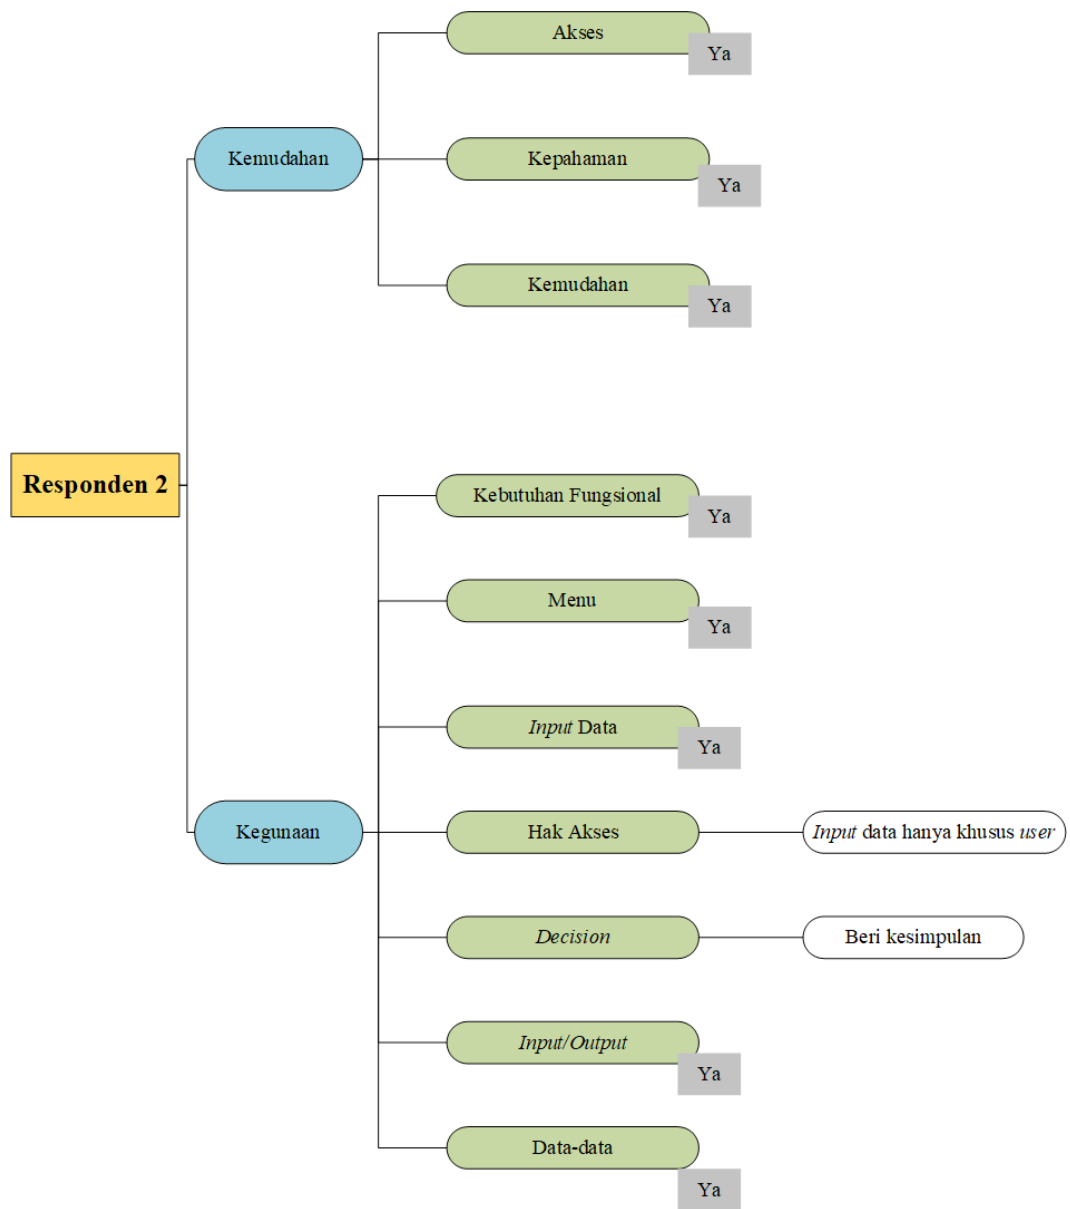 Akses
Ya
Kemudahan
Kepahaman
Ya
Kemudahan
Ya
Responden 2
Kebutuhan Fungsional
Ya
Menu
Ya
Input Data
Ya
Kegunaan
Hak Akses
Input data hanya khusus user
Decision
Beri kesimpulan
Input/Output
Ya
Data-data
Ya